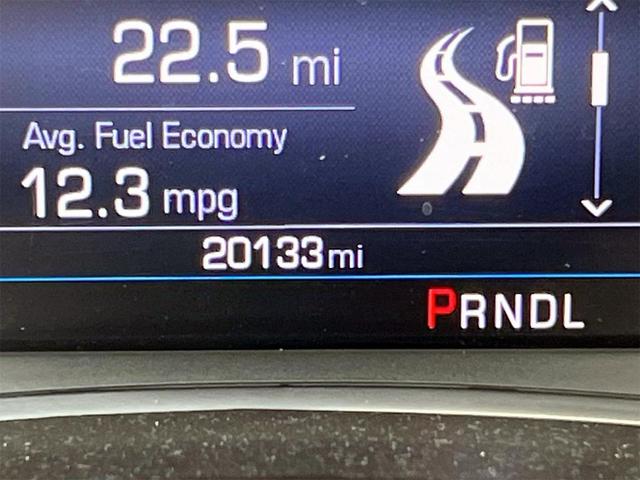 22.5 mi
Avg. Fuel Economy
12.3 mpg
20133mi
PRNDL